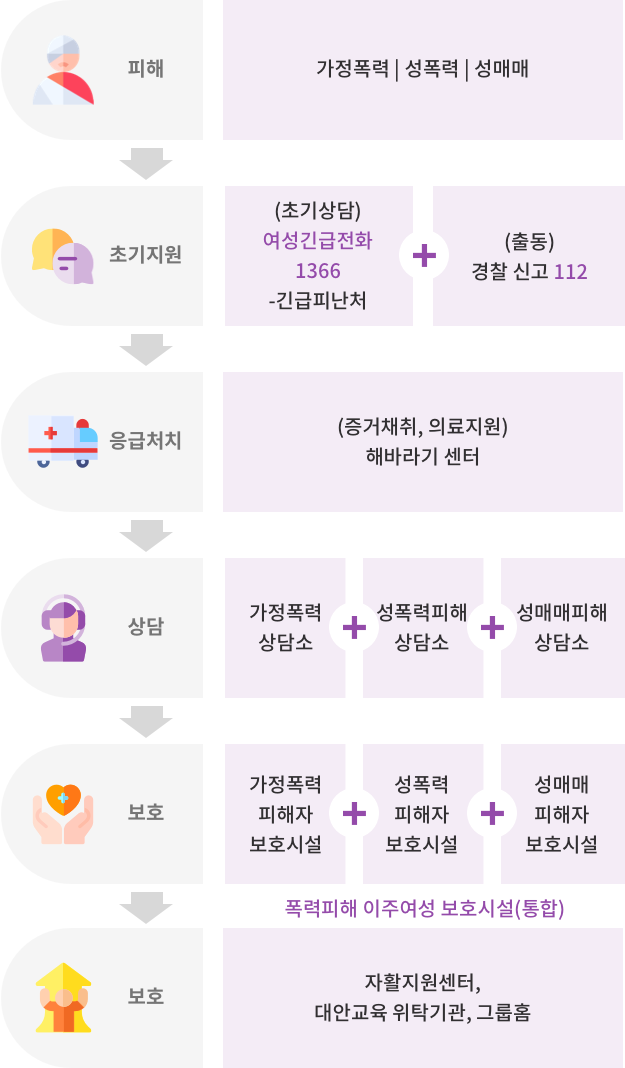 피해
가정폭력 | 성폭력 | 성매매
초기지원
(초기상담)
여성긴급전화
1366
-긴급피난처
(출동)
경찰 신고 112
응급처치
(증거채취, 의료지원)
해바라기 센터
상담
가정폭력
상담소
성폭력피해
상담소
성매매피해
상담소
보호
가정폭력
피해자
보호시설
성폭력
피해자
보호시설
성매매
피해자
보호시설
폭력피해 이주여성 보호시설(통합)
보호
자활지원센터,
대안교육 위탁기관, 그룹홈